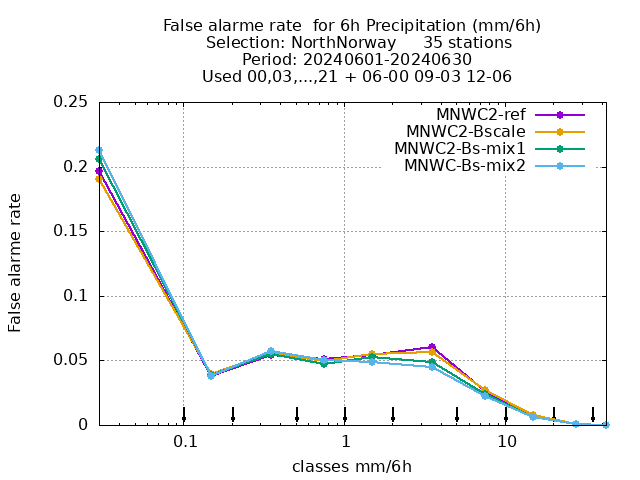 False alarme rate  for 6h Precipitation (mm/6h)
Selection: NorthNorway     35 stations
Period: 20240601-20240630
Used 00,03,...,21 + 06-00 09-03 12-06
MNWC2-ref
MNWC2-Bscale
MNWC2-Bs-mix1
MNWC-Bs-mix2
False alarme rate
0.25
0.2
0.15
0.1
0.05
0
0.1 1 10
classes mm/6h